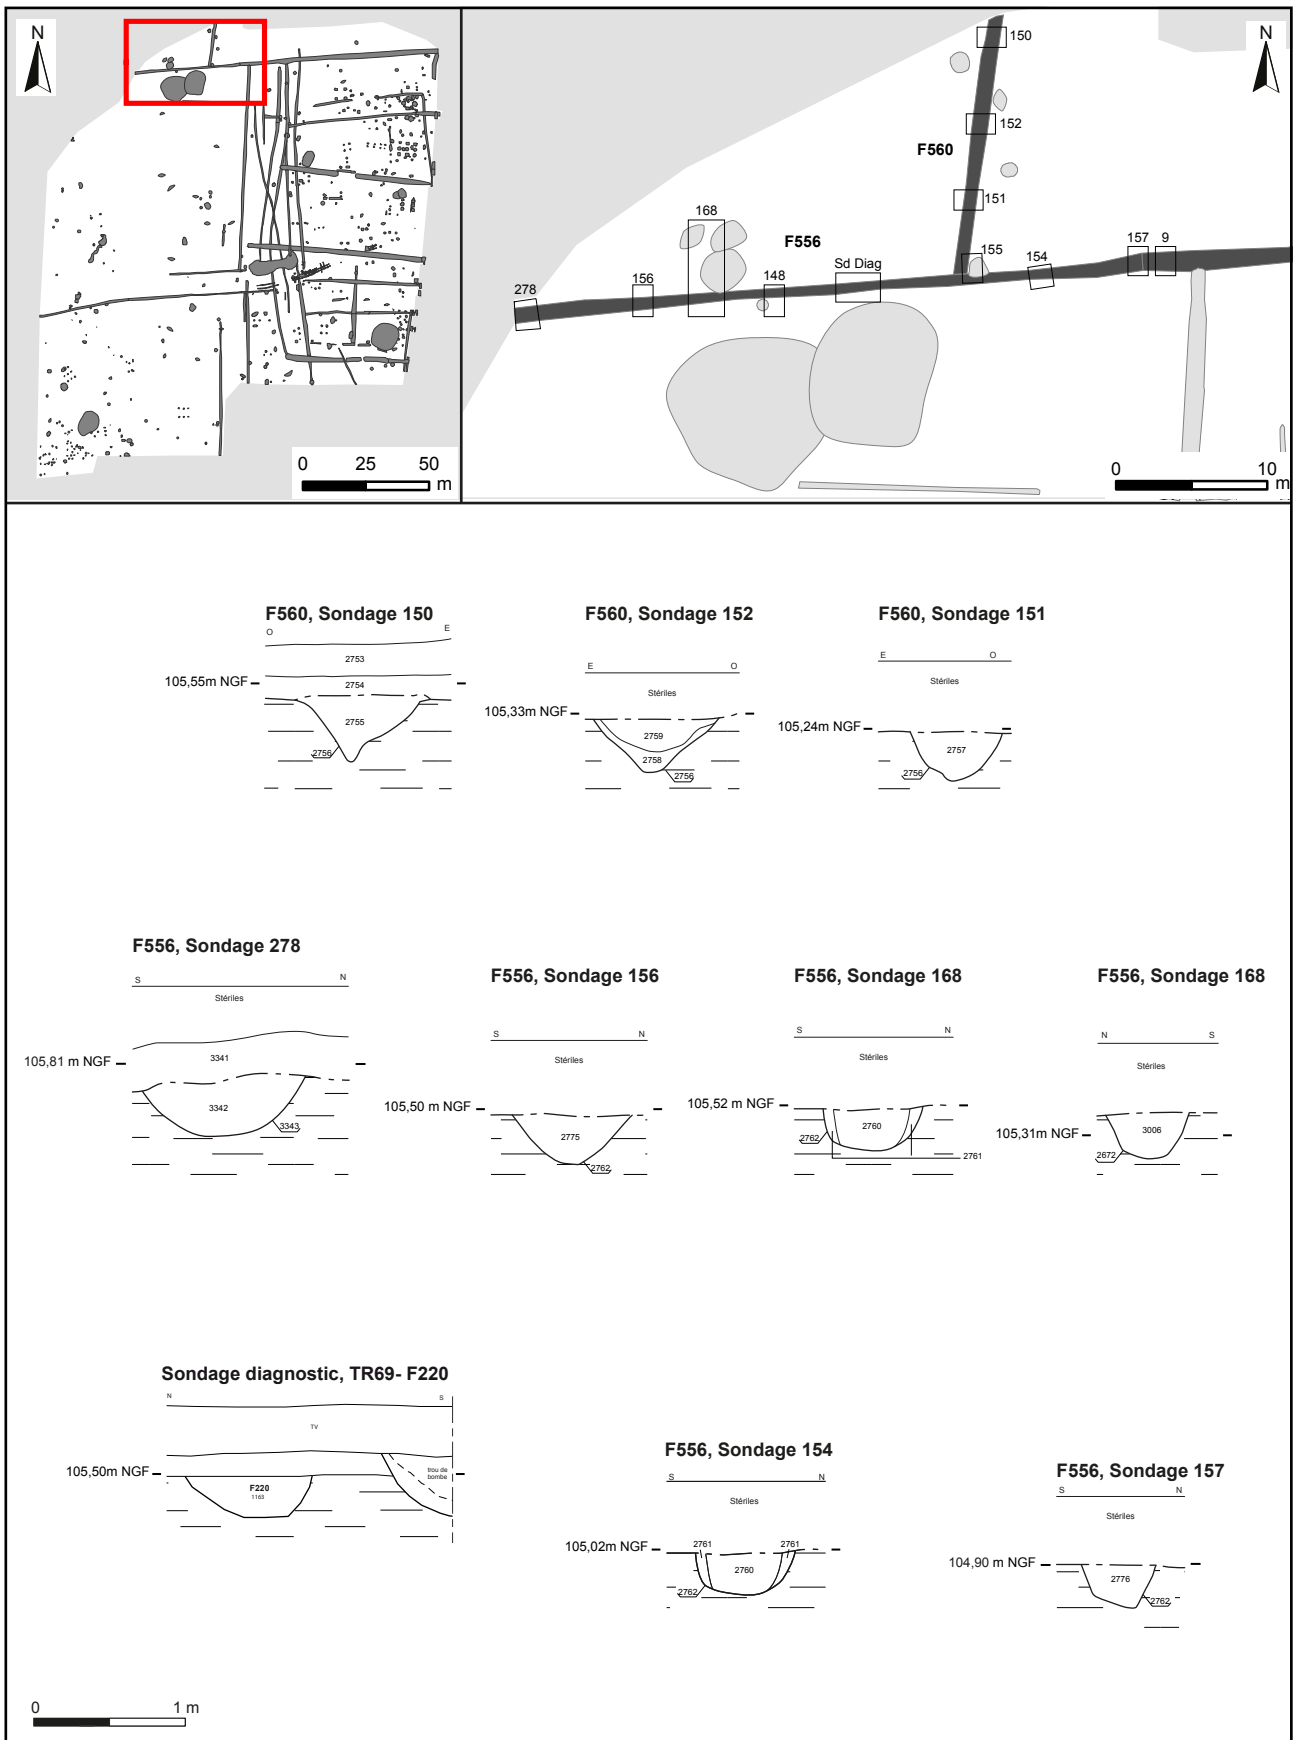 N
0 25 50
m
N
150
152
F560
151
168
F556
155
154
157 9
Sd Diag
156
148
278
0 10
m
F560, Sondage 150
O E
2753
105,55m NGF
2754
2755
2756
F560, Sondage 152
E O
Stériles
105,33m NGF
2759
2758
2756
F560, Sondage 151
E O
Stériles
105,24m NGF
2757
2756
F556, Sondage 278
S N
Stériles
3341
105,81 m NGF
3342
3343
F556, Sondage 156
S N
Stériles
105,50 m NGF
2775
2762
F556, Sondage 168
S N
Stériles
105,52 m NGF
2760
2762
2761
F556, Sondage 168
N S
Stériles
3006
105,31m NGF
2672
Sondage diagnostic, TR69- F220
N S
TV
105,50m NGF
trou de
bombe
F220
1163
F556, Sondage 154
S N
Stériles
105,02m NGF
2761 2761
2760
2762
F556, Sondage 157
S N
Stériles
104,90 m NGF
2776
2762
0 1 m